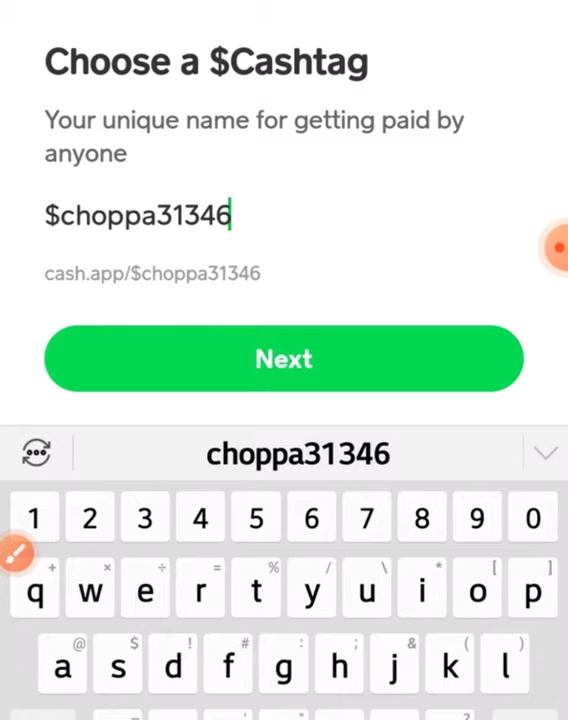 Choose a $Cashtag
Your unique name for getting paid by
anyone
$choppa31346
cash.app/$choppa31346
Next
choppa31346
1 2 3 4 5 6 7 8 9 0
+ × ÷ = % / \ * [ ]
q w e r t y u i o p
@ $ ! # : ; & ( )
a s d f g h j k l